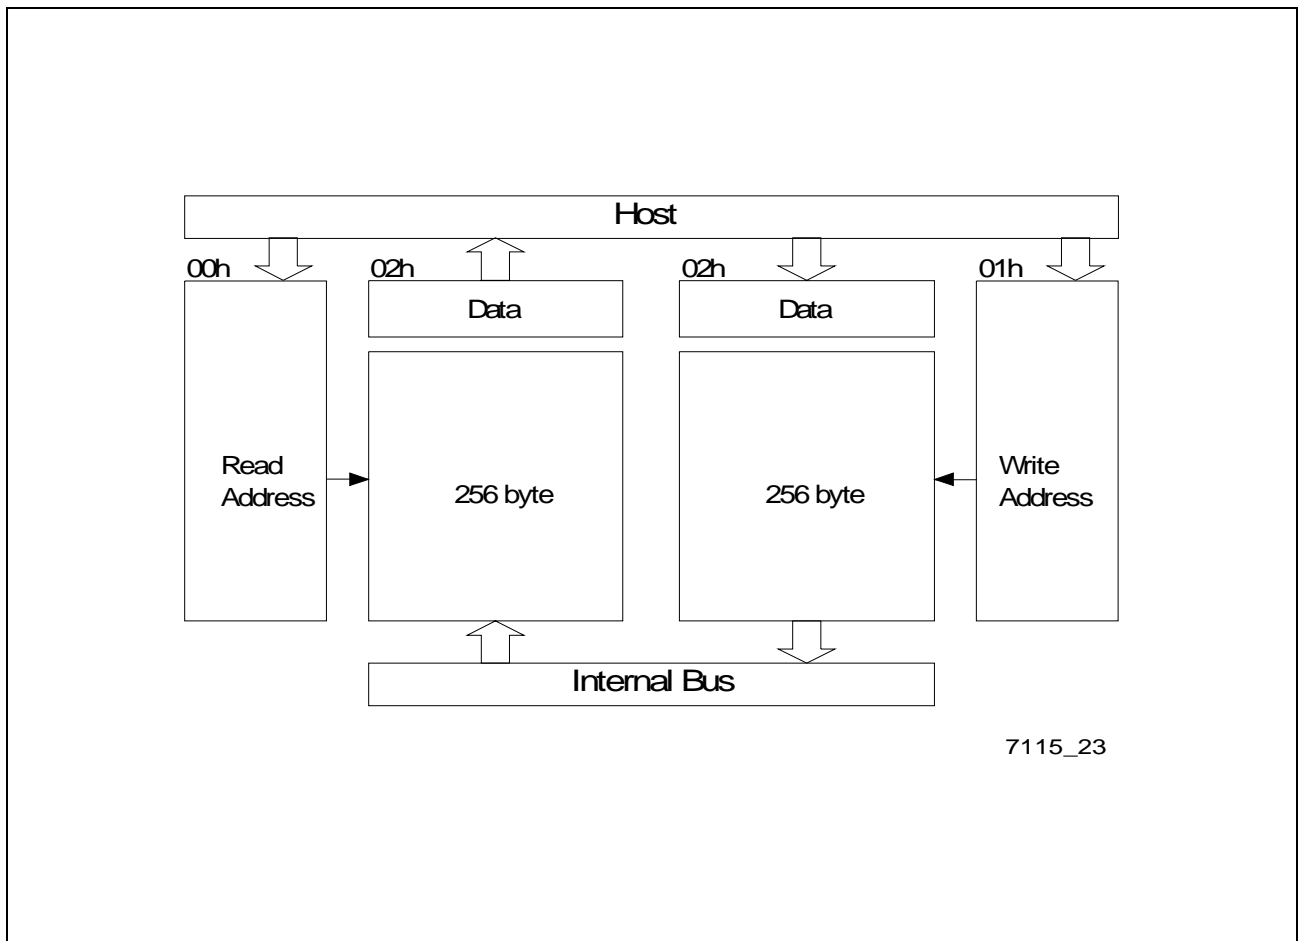 Host
00h
02h
02h
01h
Data
Data
Read
Address
256 byte
256 byte
Write
Address
Internal Bus
7115_23